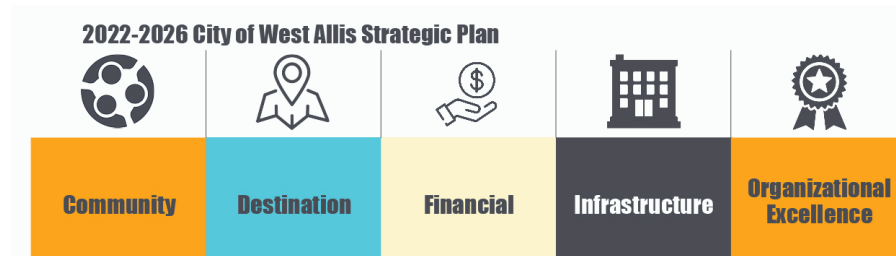 2022-2026 City of West Allis Strategic Plan
$
Community
Destination
Financial
Infrastructure
Organizational
Excellence